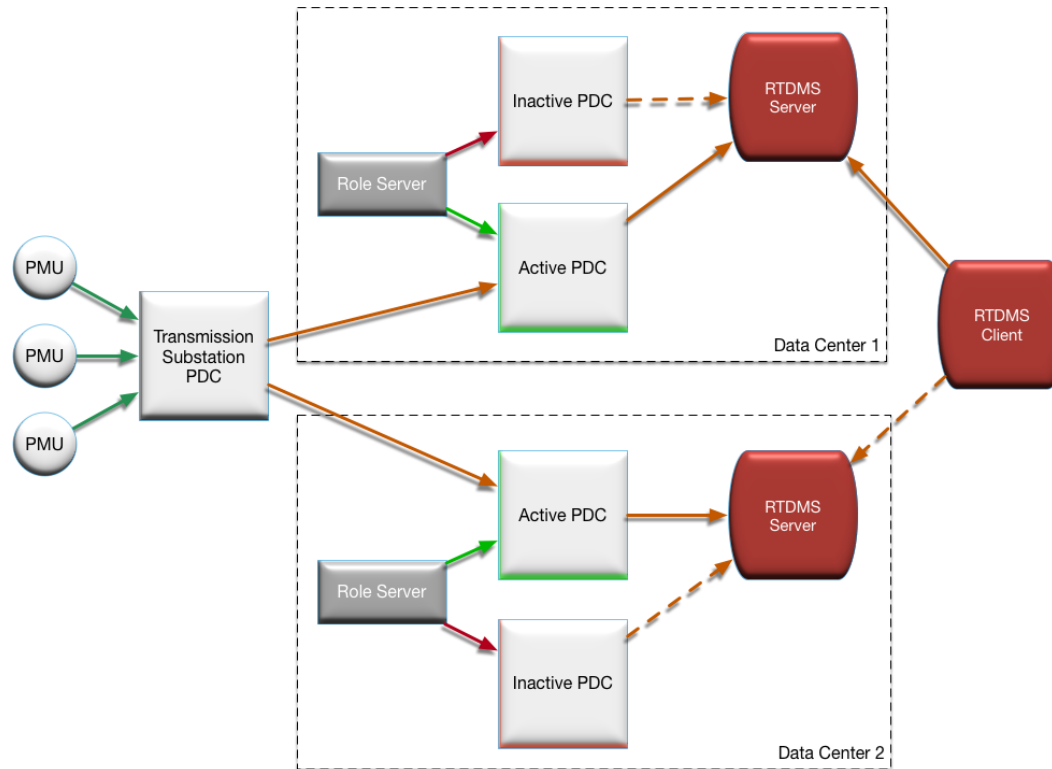 Inactive PDC
RTDMS
Server
Role Server
Active PDC
PMU
PMU
PMU
Transmission
Substation
PDC
RTDMS
Client
Data Center 1
Active PDC
RTDMS
Server
Role Server
Inactive PDC
Data Center 2